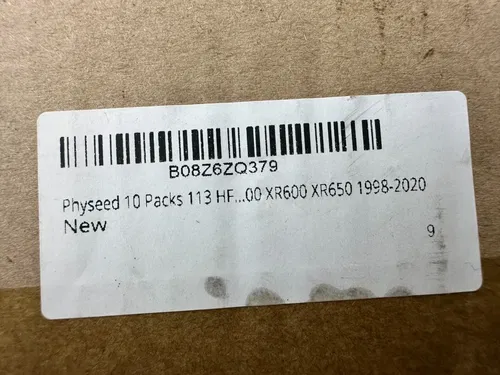 B08Z6ZQ379
Physeed 10 Packs 113 HF...00 XR600 XR650 1998-2020
New
9